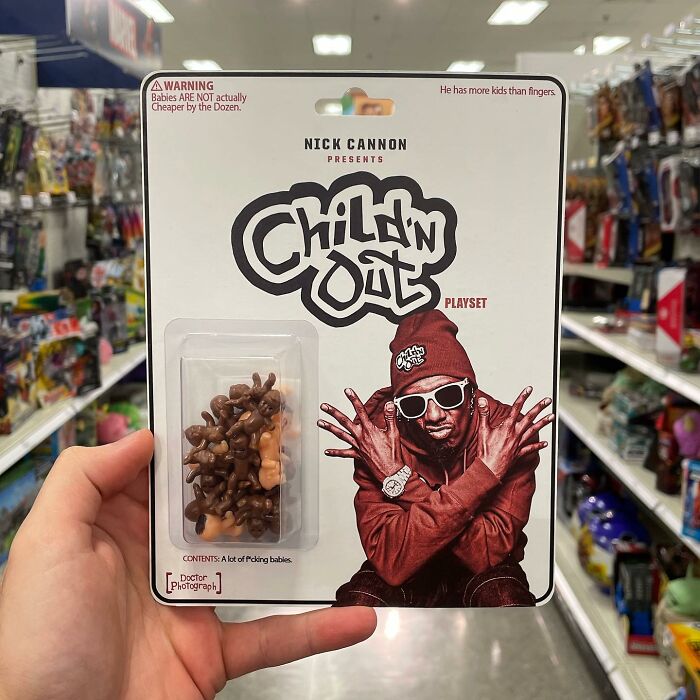 MARVEL
⚠ WARNING
Babies ARE NOT actually
Cheaper by the Dozen.
He has more kids than fingers.
NICK CANNON
PRESENTS
Child'N
Out
PLAYSET
Child'N
Out
CONTENTS: A lot of f*cking babies.
[Doctor
Photograph]